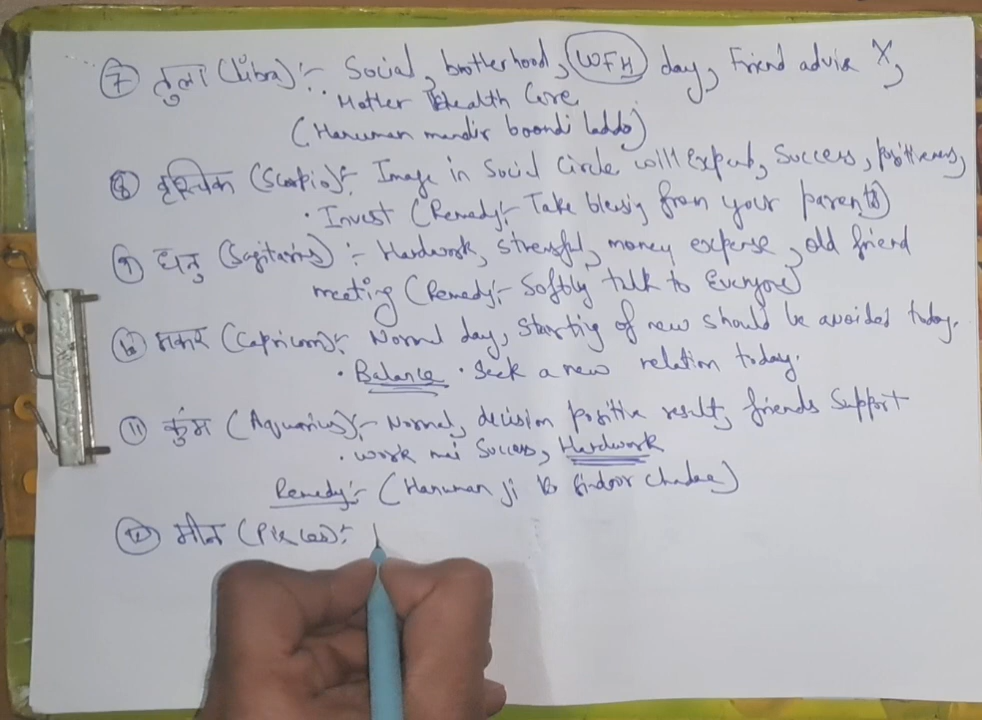 ⑦ तुला (Libra) :- Social, brotherhood, WFH day, Friend advice X,
Mother Health Care
(Hanuman mandir boondi laddo)
⑧ वृश्चिक (Scorpio) :- Image in Social Circle will Expand, Success, positiveness,
• Invest (Remedy :- Take blessing from your parents)
⑨ धनु (Sagitarius) :- Hardwork, Stressful, money expense, old friend
meeting (Remedy :- Softly talk to Everyone)
⑩ मकर (Capricorn) :- Normal day, Starting of new should be avoided today.
• Balance • Seek a new relation today.
⑪ कुंभ (Aquarius) :- Normal, decision positive result, friends Support
• work mei Success, Hardwork
Remedy :- (Hanuman ji ko Sindoor Chadae)
⑫ मीन (Pisces) :-
BAJAJ